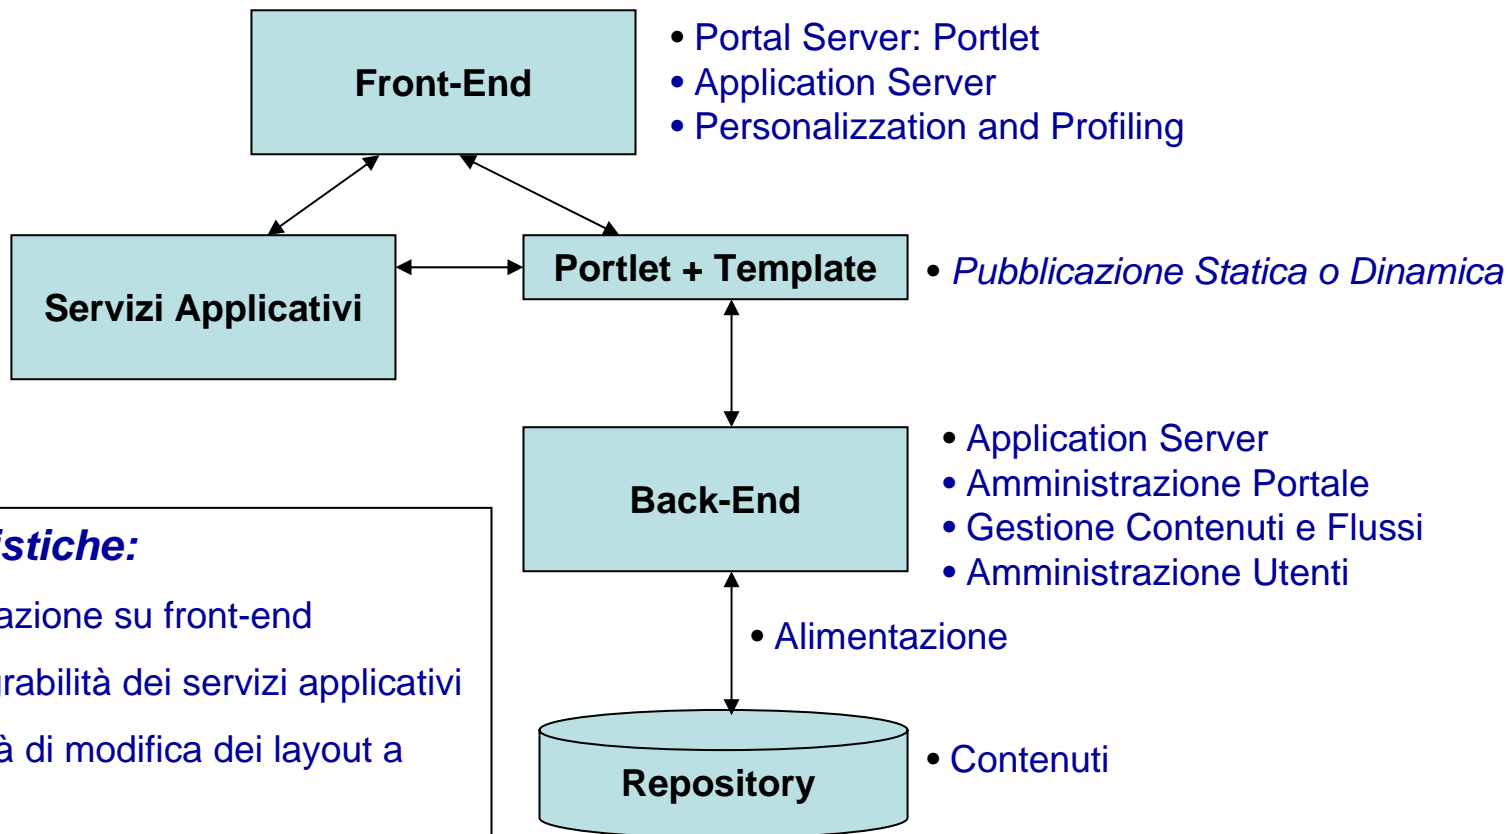 Front-End
• Portal Server: Portlet
• Application Server
• Personalizzation and Profiling
Servizi Applicativi
Portlet + Template
• Pubblicazione Statica o Dinamica
Back-End
• Application Server
• Amministrazione Portale
• Gestione Contenuti e Flussi
• Amministrazione Utenti
• Alimentazione
Repository
• Contenuti
istiche:
azione su front-end
grabilità dei servizi applicativi
à di modifica dei layout a